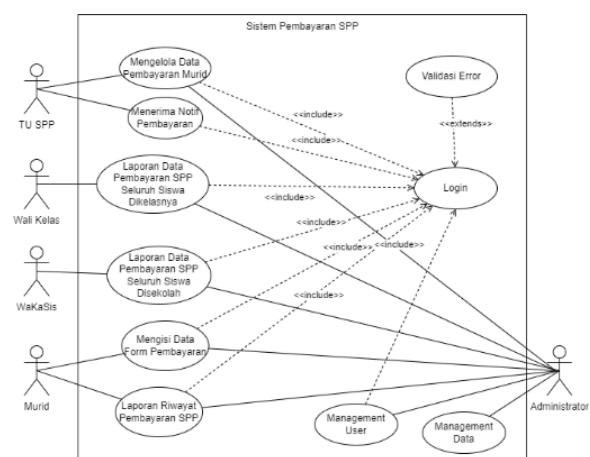 Sistem Pembayaran SPP
Mengelola Data
Pembayaran Murid
Validasi Error
TU SPP
Menerima Notif
Pembayaran
<<include>>
<<include>>
<<extends>>
Laporan Data
Pembayaran SPP
Seluruh Siswa
Dikelasnya
Login
Wali Kelas
<<include>>
<<include>>
Laporan Data
Pembayaran SPP
Seluruh Siswa
Disekolah
<<include>>
<<include>>
WaKaSis
<<include>>
Mengisi Data
Form Pembayaran
Murid
Laporan Riwayat
Pembayaran SPP
Management
User
Management
Data
Administrator